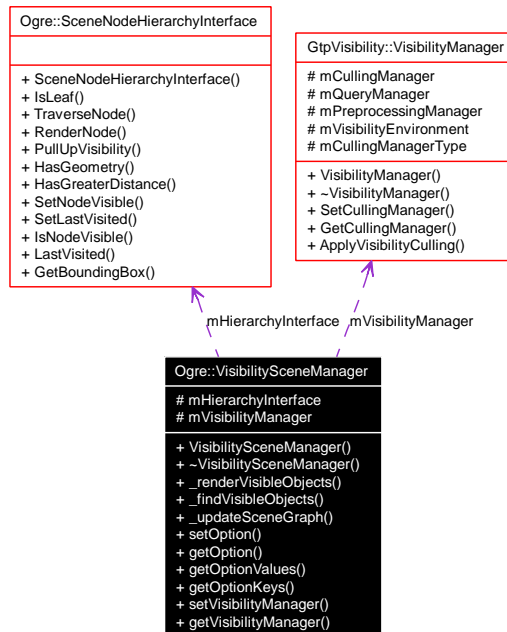 Ogre::SceneNodeHierarchyInterface
+ SceneNodeHierarchyInterface()
+ IsLeaf()
+ TraverseNode()
+ RenderNode()
+ PullUpVisibility()
+ HasGeometry()
+ HasGreaterDistance()
+ SetNodeVisible()
+ SetLastVisited()
+ IsNodeVisible()
+ LastVisited()
+ GetBoundingBox()
GtpVisibility::VisibilityManager
# mCullingManager
# mQueryManager
# mPreprocessingManager
# mVisibilityEnvironment
# mCullingManagerType
+ VisibilityManager()
+ ~VisibilityManager()
+ SetCullingManager()
+ GetCullingManager()
+ ApplyVisibilityCulling()
mHierarchyInterface
mVisibilityManager
Ogre::VisibilitySceneManager
# mHierarchyInterface
# mVisibilityManager
+ VisibilitySceneManager()
+ ~VisibilitySceneManager()
+ _renderVisibleObjects()
+ _findVisibleObjects()
+ _updateSceneGraph()
+ setOption()
+ getOption()
+ getOptionValues()
+ getOptionKeys()
+ setVisibilityManager()
+ getVisibilityManager()